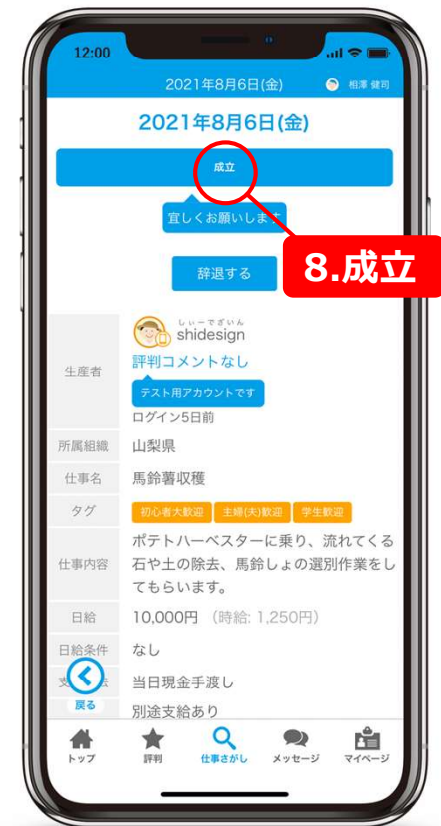 12:00
2021年8月6日(金) 相澤 健司
2021年8月6日(金)
成立
宜しくお願いします
辞退する
8.成立
生産者
しぃーでざいん
shidesign
評判コメントなし
テスト用アカウントです
ログイン5日前
所属組織 山梨県
仕事名 馬鈴薯収穫
タグ 初心者大歓迎 主婦(夫)歓迎 学生歓迎
仕事内容
ポテトハーベスターに乗り、流れてくる
石や土の除去、馬鈴しょの選別作業をし
てもらいます。
日給 10,000円 (時給: 1,250円)
日給条件 なし
当日現金手渡し
戻る
別途支給あり
トップ 評判 仕事さがし メッセージ マイページ